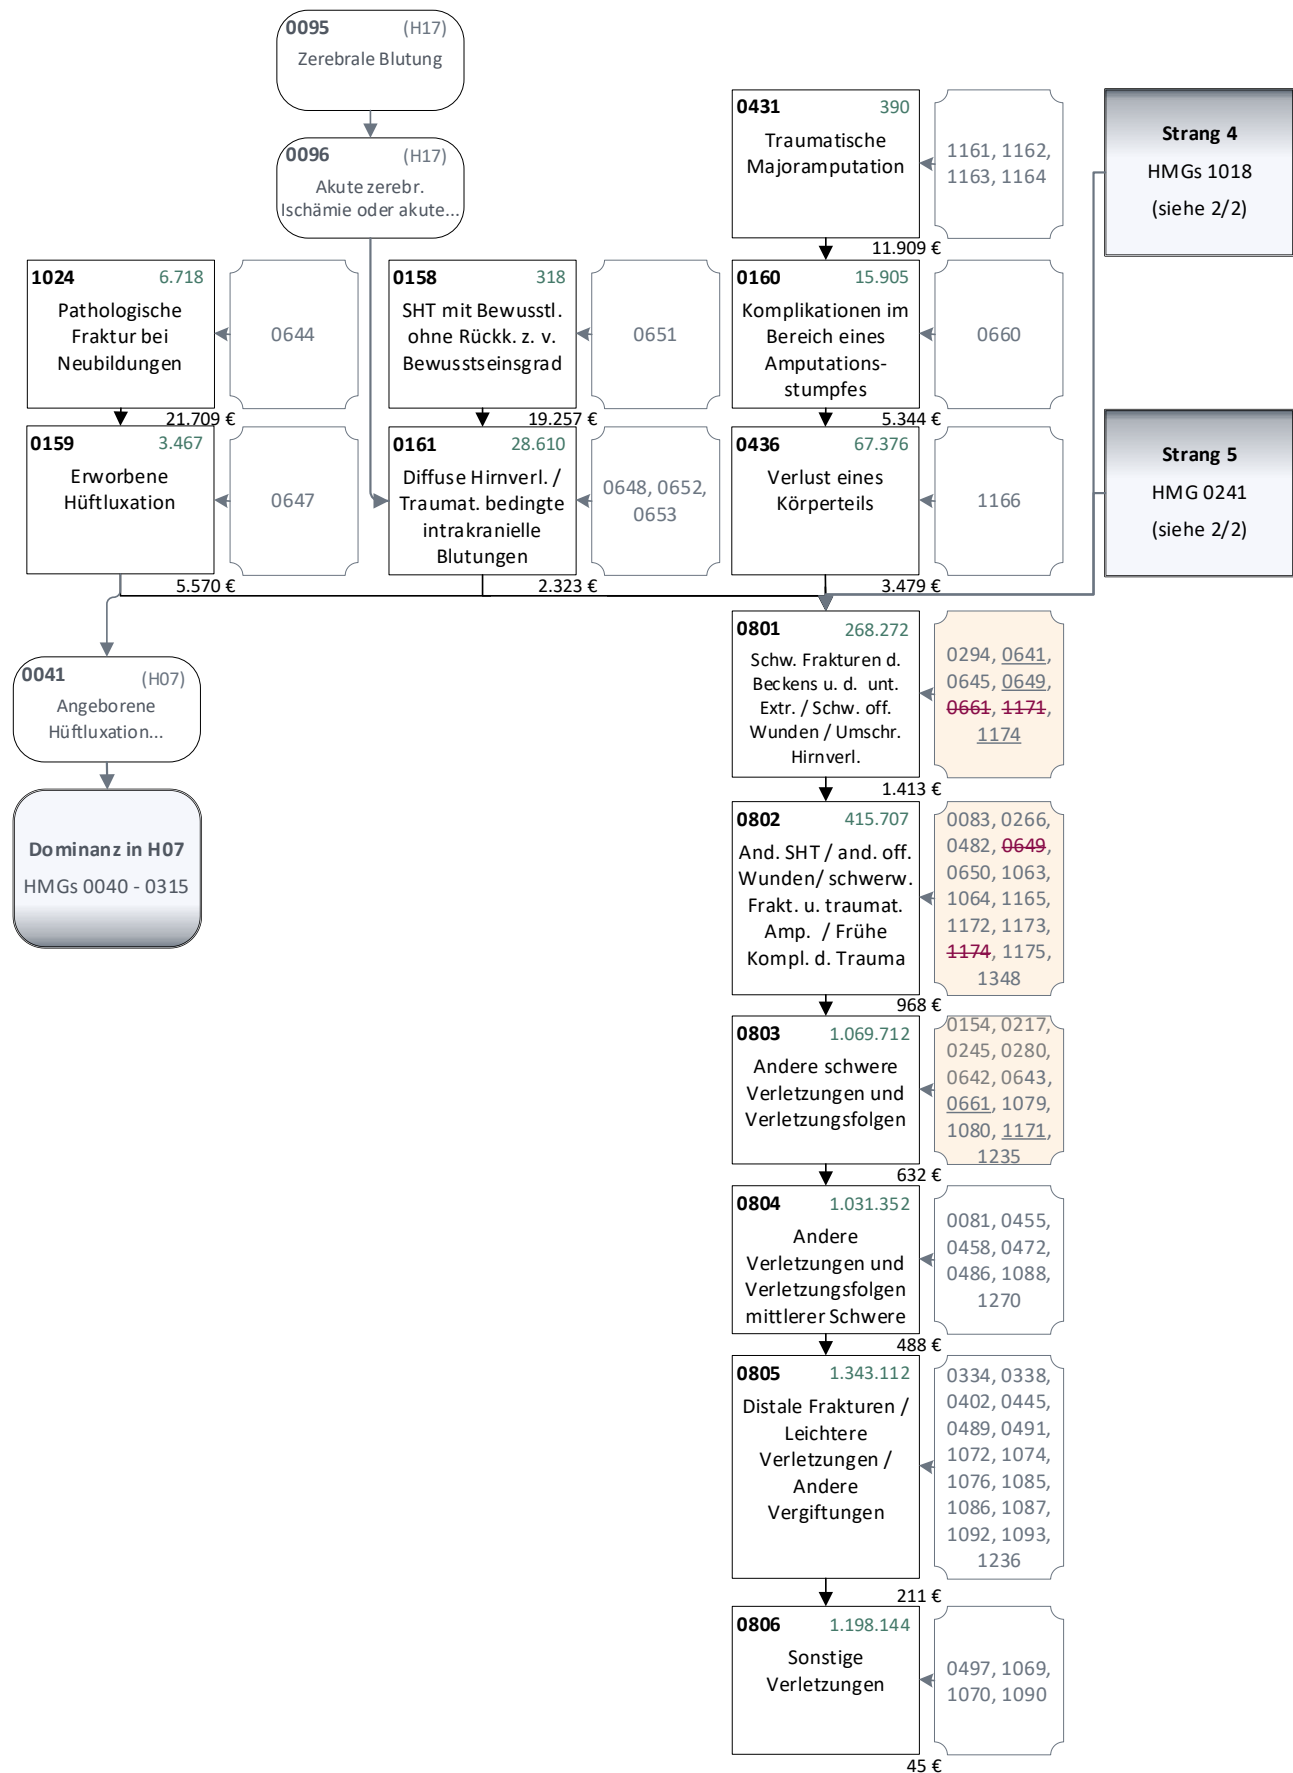 0095 (H17)
Zerebrale Blutung
0096 (H17)
Akute zerebr.
Ischämie oder akute...
0431 390
Traumatische
Majoramputation
1161, 1162,
1163, 1164
11.909 €
Strang 4
HMGs 1018
(siehe 2/2)
1024 6.718
Pathologische
Fraktur bei
Neubildungen
0644
21.709 €
0158 318
SHT mit Bewusstl.
ohne Rückk. z. v.
Bewusstseinsgrad
0651
19.257 €
0160 15.905
Komplikationen im
Bereich eines
Amputations-
stumpfes
0660
5.344 €
0159 3.467
Erworbene
Hüftluxation
0647
5.570 €
0161 28.610
Diffuse Hirnverl. /
Traumat. bedingte
intrakranielle
Blutungen
0648, 0652,
0653
2.323 €
0436 67.376
Verlust eines
Körperteils
1166
3.479 €
Strang 5
HMG 0241
(siehe 2/2)
0041 (H07)
Angeborene
Hüftluxation...
Dominanz in H07
HMGs 0040 - 0315
0801 268.272
Schw. Frakturen d.
Beckens u. d. unt.
Extr. / Schw. off.
Wunden / Umschr.
Hirnverl.
0294, 0641,
0645, 0649,
0661, 1171,
1174
1.413 €
0802 415.707
And. SHT / and. off.
Wunden/ schwerw.
Frakt. u. traumat.
Amp. / Frühe
Kompl. d. Trauma
0083, 0266,
0482, 0649,
0650, 1063,
1064, 1165,
1172, 1173,
1174, 1175,
1348
968 €
0803 1.069.712
Andere schwere
Verletzungen und
Verletzungsfolgen
0154, 0217,
0245, 0280,
0642, 0643,
0661, 1079,
1080, 1171,
1235
632 €
0804 1.031.352
Andere
Verletzungen und
Verletzungsfolgen
mittlerer Schwere
0081, 0455,
0458, 0472,
0486, 1088,
1270
488 €
0805 1.343.112
Distale Frakturen /
Leichtere
Verletzungen /
Andere
Vergiftungen
0334, 0338,
0402, 0445,
0489, 0491,
1072, 1074,
1076, 1085,
1086, 1087,
1092, 1093,
1236
211 €
0806 1.198.144
Sonstige
Verletzungen
0497, 1069,
1070, 1090
45 €